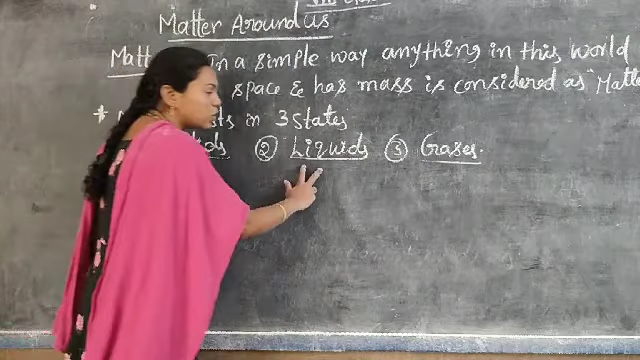 Matter Around us
Matt In a simple way anything in this world
space & has mass is considered as "Matte
* sts in 3 States
ds ② Liquids ③ Gases.